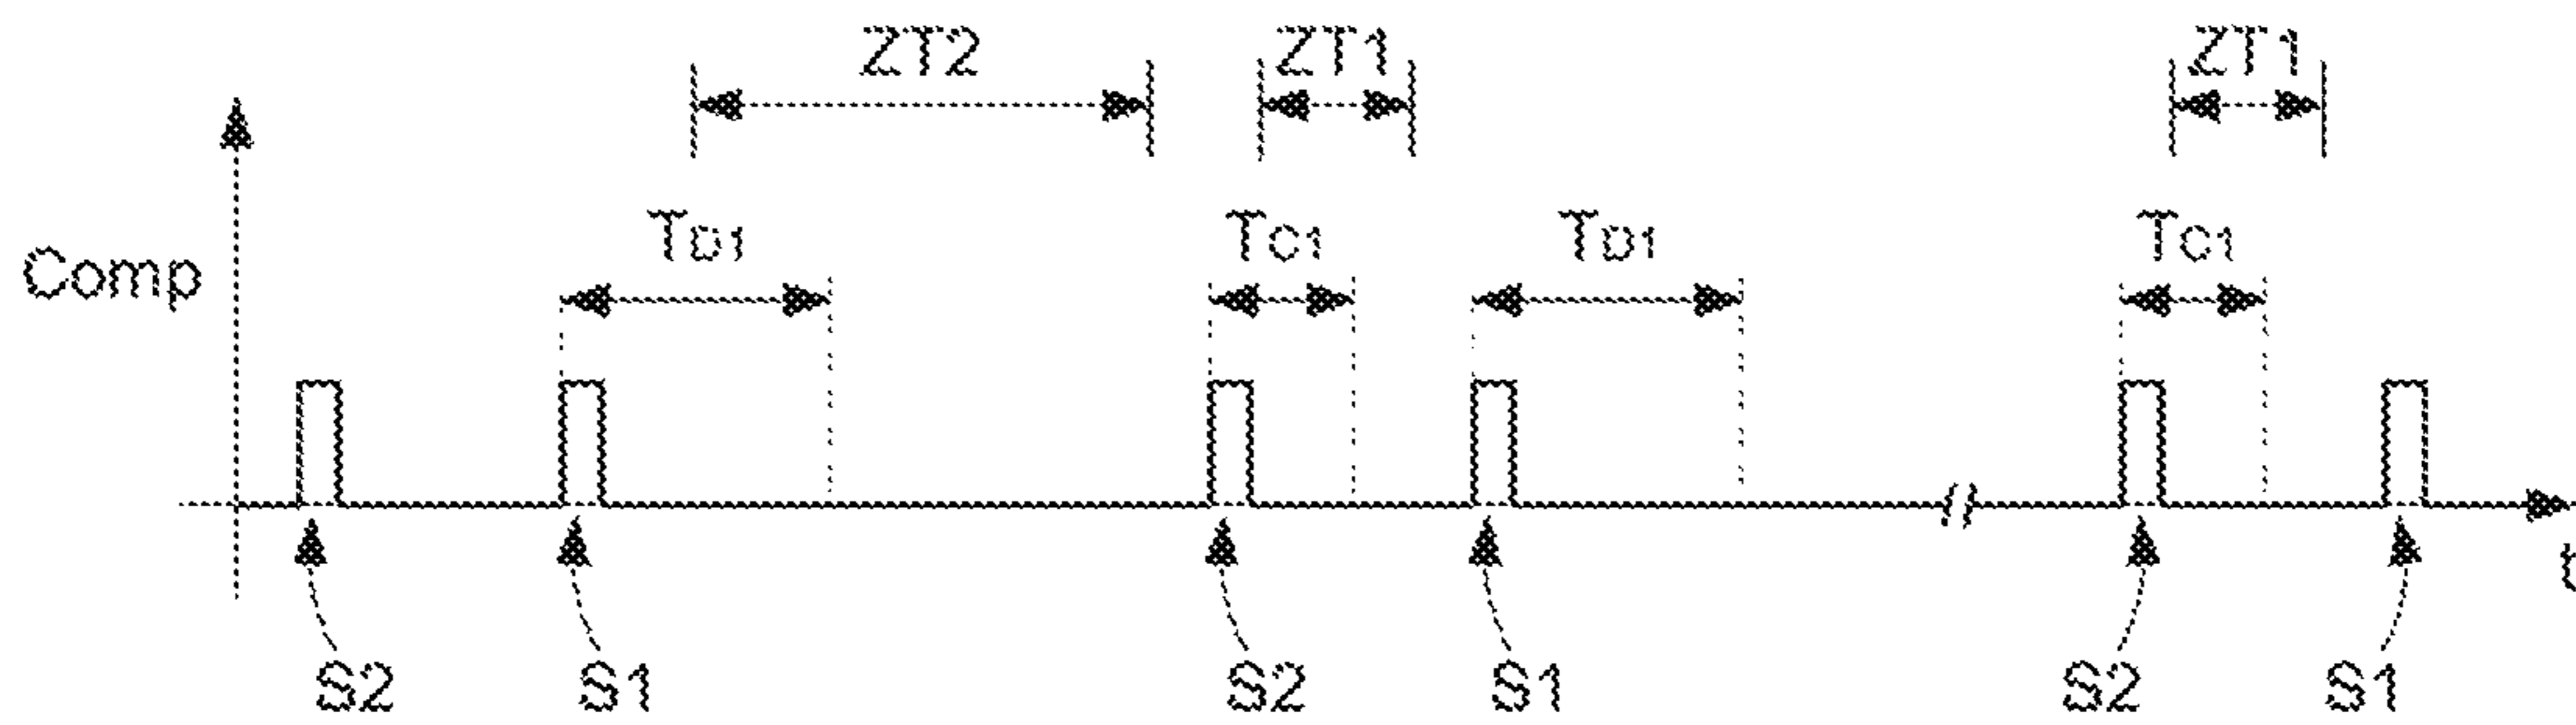 ZT2 ZT1 ZT1
TD1 TC1 TD1 TC1
Comp
t
S2 S1 S2 S1 S2 S1